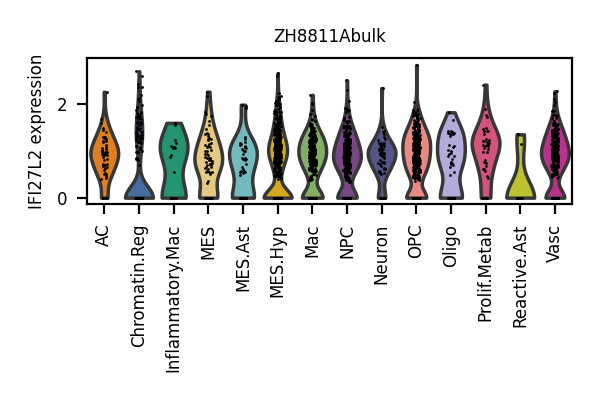 ZH8811Abulk
IFI27L2 expression
2
0
AC
Chromatin.Reg
Inflammatory.Mac
MES
MES.Ast
MES.Hyp
Mac
NPC
Neuron
OPC
Oligo
Prolif.Metab
Reactive.Ast
Vasc